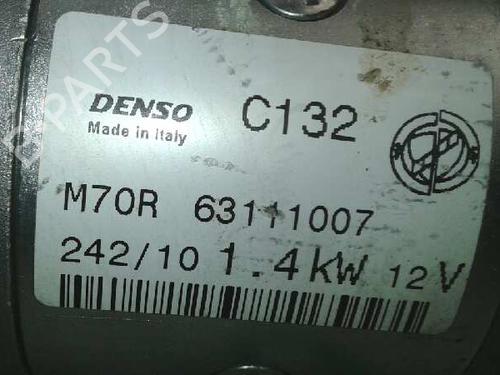 DENSO C132
Made in Italy
M70R 63111007
242/10 1.4kW 12V